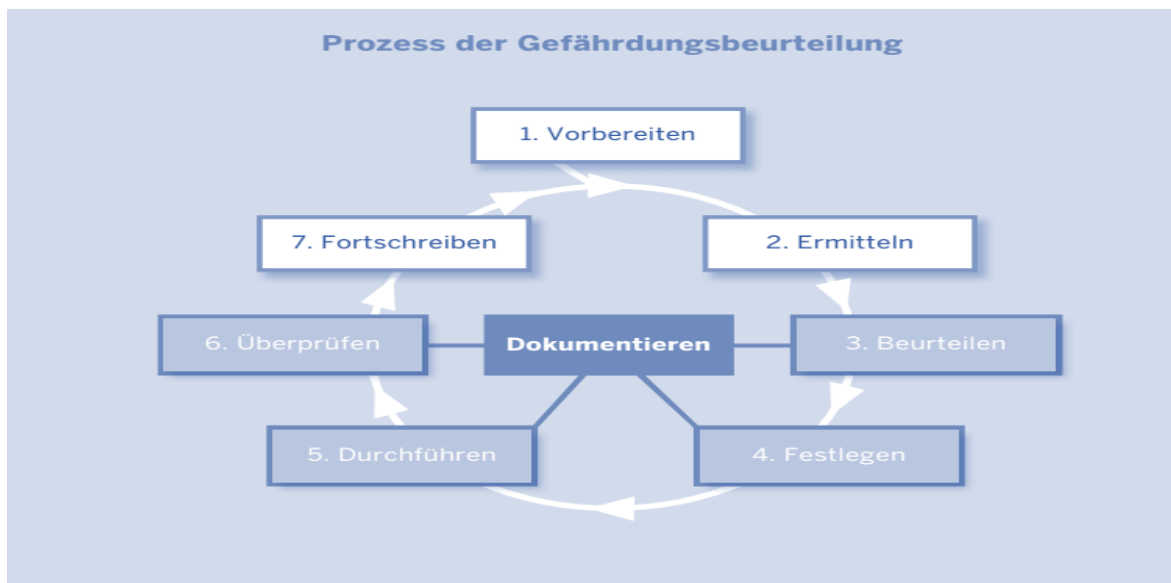 Prozess der Gefährdungsbeurteilung
1. Vorbereiten
7. Fortschreiben
2. Ermitteln
6. Überprüfen
Dokumentieren
3. Beurteilen
5. Durchführen
4. Festlegen